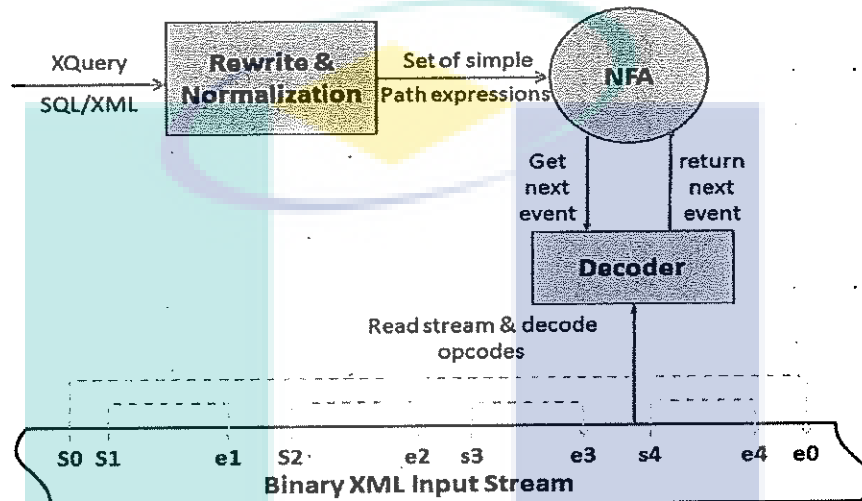 XQuery
SQL/XML
Rewrite &
Normalization
Set of simple
Path expressions
NFA
Get
next
event
return
next
event
Decoder
Read stream & decode
opcodes
S0 S1 e1 S2 e2 s3 e3 s4 e4 e0
Binary XML Input Stream